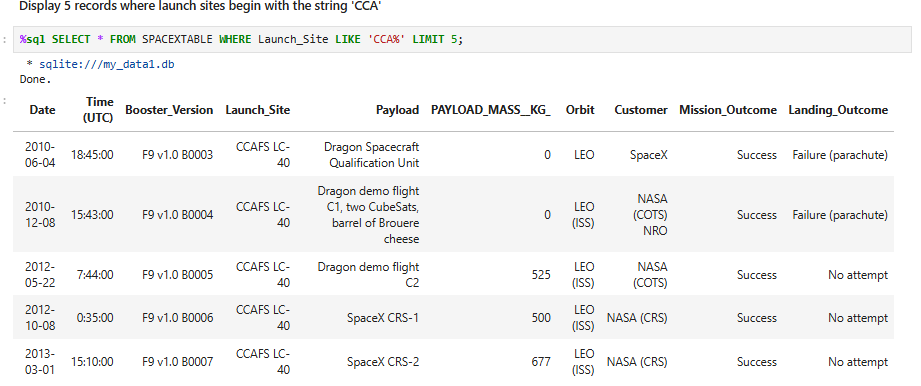 Display 5 records where launch sites begin with the string 'CCA'
: %sql SELECT * FROM SPACEXTABLE WHERE Launch_Site LIKE 'CCA%' LIMIT 5;
* sqlite:///my_data1.db
Done.
:
Date Time (UTC) Booster_Version Launch_Site Payload PAYLOAD_MASS__KG_ Orbit Customer Mission_Outcome Landing_Outcome
2010-06-04 18:45:00 F9 v1.0 B0003 CCAFS LC-40 Dragon Spacecraft Qualification Unit 0 LEO SpaceX Success Failure (parachute)
2010-12-08 15:43:00 F9 v1.0 B0004 CCAFS LC-40 Dragon demo flight C1, two CubeSats, barrel of Brouere cheese 0 LEO (ISS) NASA (COTS) NRO Success Failure (parachute)
2012-05-22 7:44:00 F9 v1.0 B0005 CCAFS LC-40 Dragon demo flight C2 525 LEO (ISS) NASA (COTS) Success No attempt
2012-10-08 0:35:00 F9 v1.0 B0006 CCAFS LC-40 SpaceX CRS-1 500 LEO (ISS) NASA (CRS) Success No attempt
2013-03-01 15:10:00 F9 v1.0 B0007 CCAFS LC-40 SpaceX CRS-2 677 LEO (ISS) NASA (CRS) Success No attempt